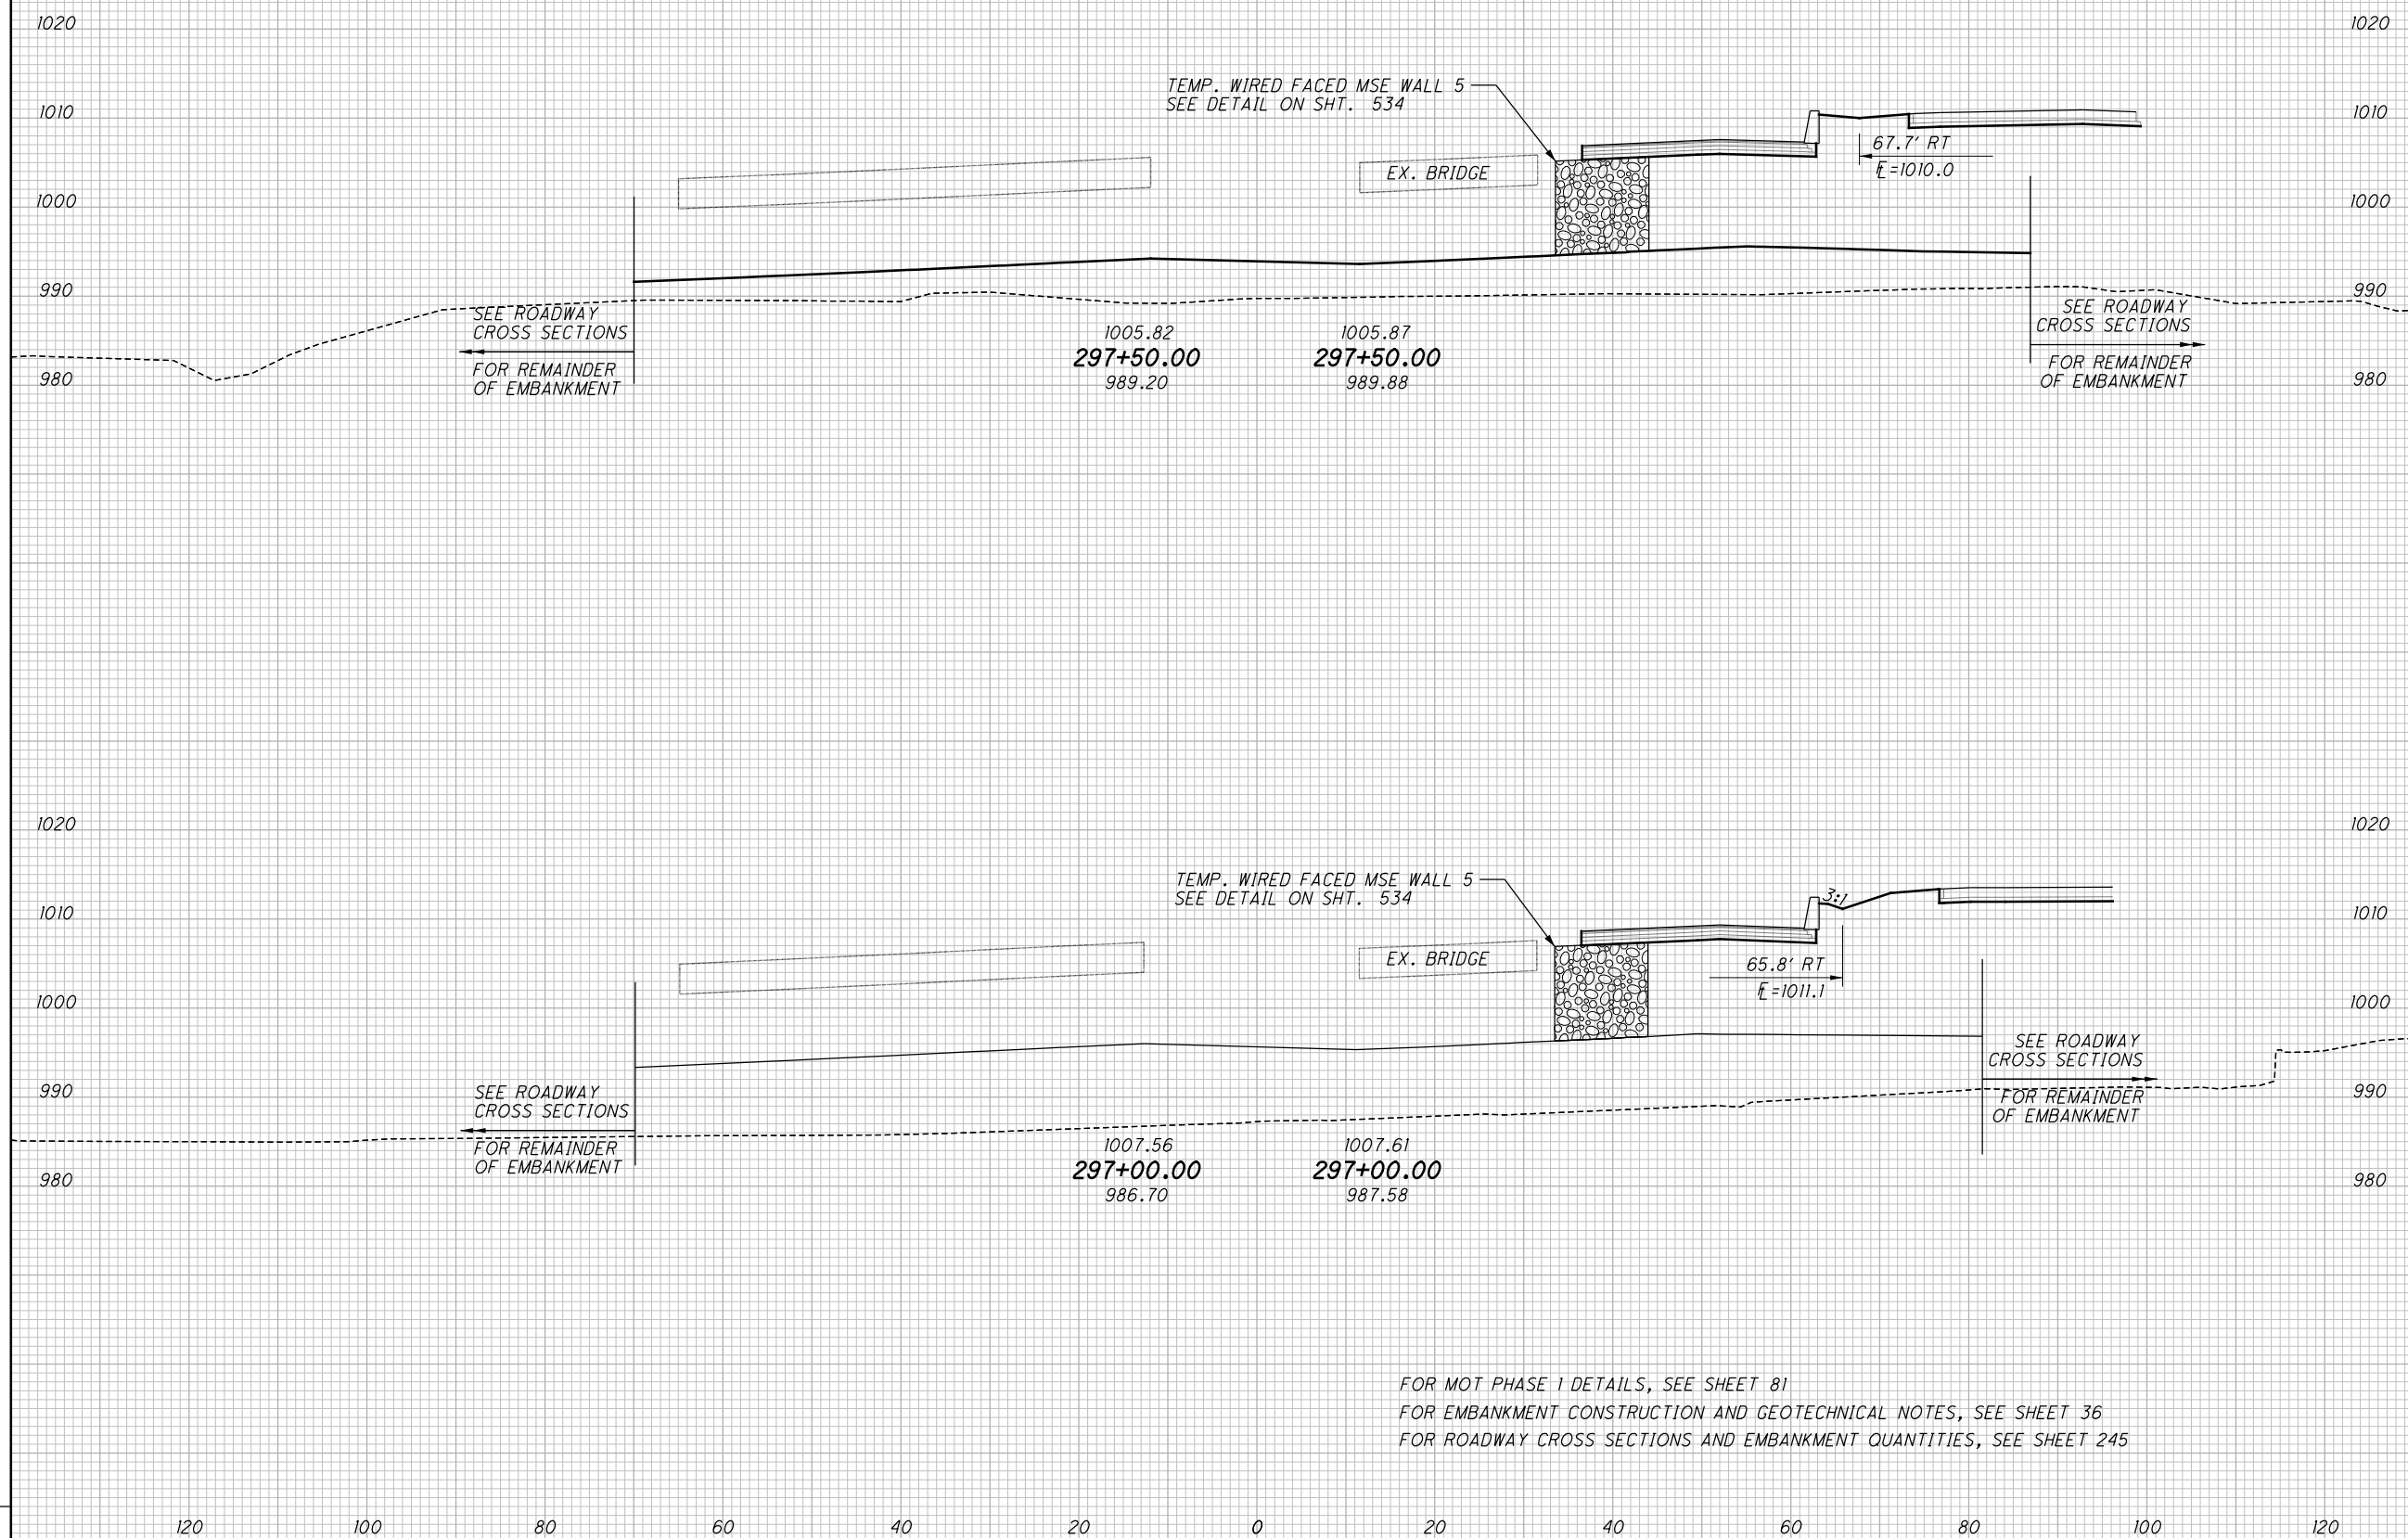 1020 1020
TEMP. WIRED FACED MSE WALL 5
SEE DETAIL ON SHT. 534
1010 1010
67.7' RT
EX. BRIDGE
℄=1010.0
1000 1000
990 990
SEE ROADWAY
CROSS SECTIONS
FOR REMAINDER
OF EMBANKMENT
1005.82
297+50.00
989.20
1005.87
297+50.00
989.88
SEE ROADWAY
CROSS SECTIONS
FOR REMAINDER
OF EMBANKMENT
980 980
1020 1020
TEMP. WIRED FACED MSE WALL 5
SEE DETAIL ON SHT. 534
3:1
1010 1010
EX. BRIDGE
65.8' RT
℄=1011.1
1000 1000
SEE ROADWAY
CROSS SECTIONS
FOR REMAINDER
OF EMBANKMENT
990 990
SEE ROADWAY
CROSS SECTIONS
FOR REMAINDER
OF EMBANKMENT
1007.56
297+00.00
986.70
1007.61
297+00.00
987.58
980 980
FOR MOT PHASE 1 DETAILS, SEE SHEET 81
FOR EMBANKMENT CONSTRUCTION AND GEOTECHNICAL NOTES, SEE SHEET 36
FOR ROADWAY CROSS SECTIONS AND EMBANKMENT QUANTITIES, SEE SHEET 245
120 100 80 60 40 20 0 20 40 60 80 100 120